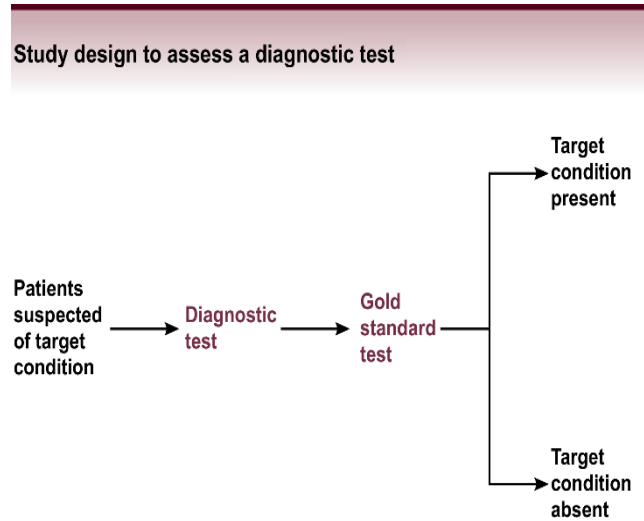 Study design to assess a diagnostic test
Target
condition
present
Patients
suspected
of target
condition
Diagnostic
test
Gold
standard
test
Target
condition
absent